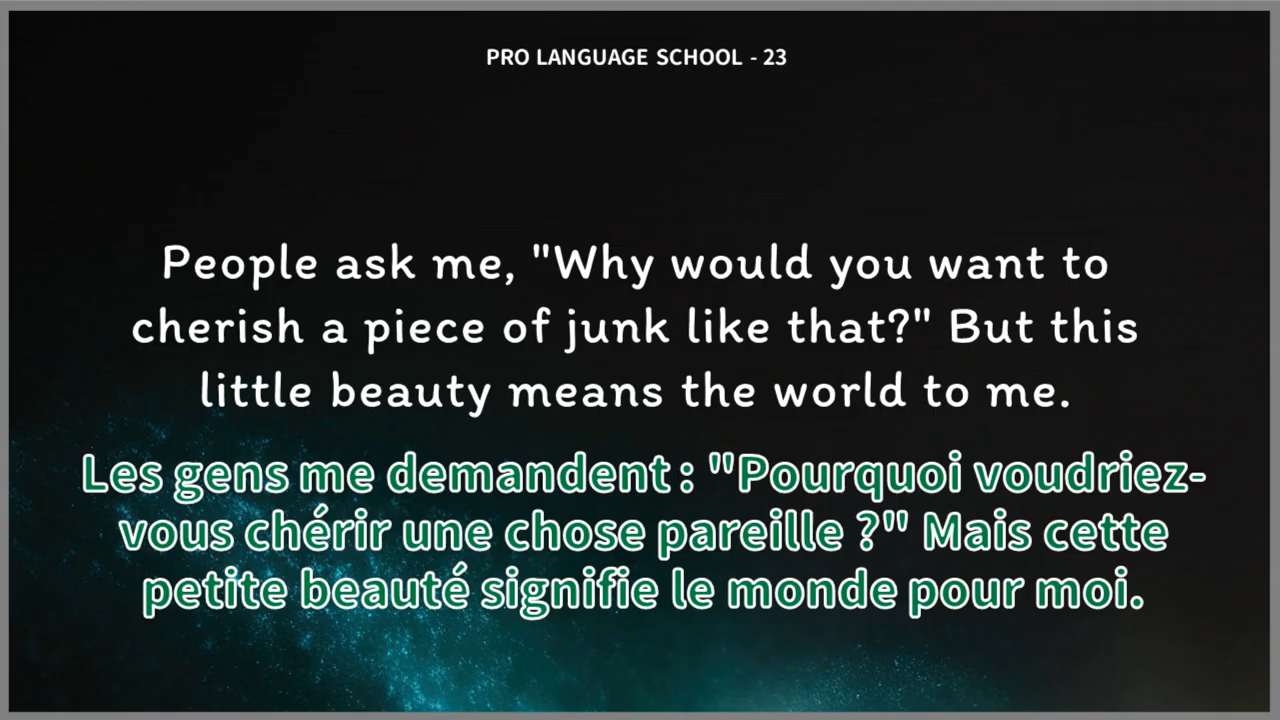 PRO LANGUAGE SCHOOL - 23
People ask me, "Why would you want to
cherish a piece of junk like that?" But this
little beauty means the world to me.
Les gens me demandent : "Pourquoi voudriez-
vous chérir une chose pareille ?" Mais cette
petite beauté signifie le monde pour moi.